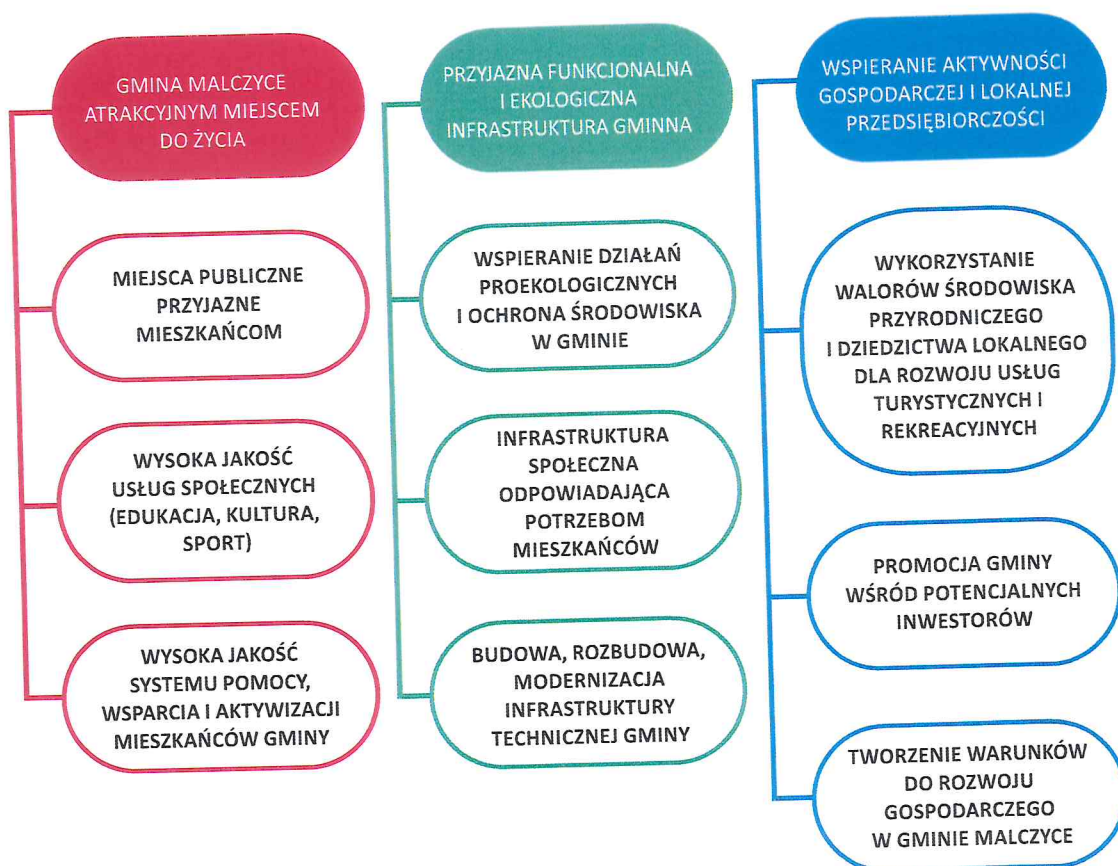 GMINA MALCZYCE
ATRAKCYJNYM MIEJSCEM
DO ŻYCIA
MIEJSCA PUBLICZNE
PRZYJAZNE
MIESZKAŃCOM
WYSOKA JAKOŚĆ
USŁUG SPOŁECZNYCH
(EDUKACJA, KULTURA,
SPORT)
WYSOKA JAKOŚĆ
SYSTEMU POMOCY,
WSPARCIA I AKTYWIZACJI
MIESZKAŃCÓW GMINY
PRZYJAZNA FUNKCJONALNA
I EKOLOGICZNA
INFRASTRUKTURA GMINNA
WSPIERANIE DZIAŁAŃ
PROEKOLOGICZNYCH
I OCHRONA ŚRODOWISKA
W GMINIE
INFRASTRUKTURA
SPOŁECZNA
ODPOWIADAJĄCA
POTRZEBOM
MIESZKAŃCÓW
BUDOWA, ROZBUDOWA,
MODERNIZACJA
INFRASTRUKTURY
TECHNICZNEJ GMINY
WSPIERANIE AKTYWNOŚCI
GOSPODARCZEJ I LOKALNEJ
PRZEDSIĘBIORCZOŚCI
WYKORZYSTANIE
WALORÓW ŚRODOWISKA
PRZYRODNICZEGO
I DZIEDZICTWA LOKALNEGO
DLA ROZWOJU USŁUG
TURYSTYCZNYCH I
REKREACYJNYCH
PROMOCJA GMINY
WŚRÓD POTENCJALNYCH
INWESTORÓW
TWORZENIE WARUNKÓW
DO ROZWOJU
GOSPODARCZEGO
W GMINIE MALCZYCE